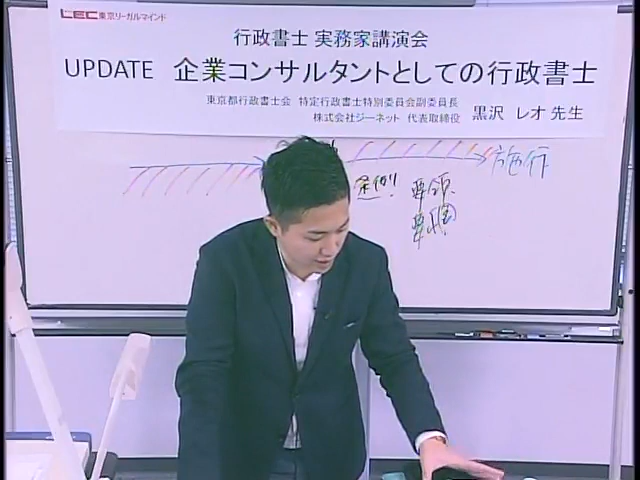 LEC東京リーガルマインド
行政書士 実務家講演会
UPDATE 企業コンサルタントとしての行政書士
東京都行政書士会 特定行政書士特別委員会副委員長
株式会社ジーネット 代表取締役 黒沢 レオ 先生
施行
要領
要綱